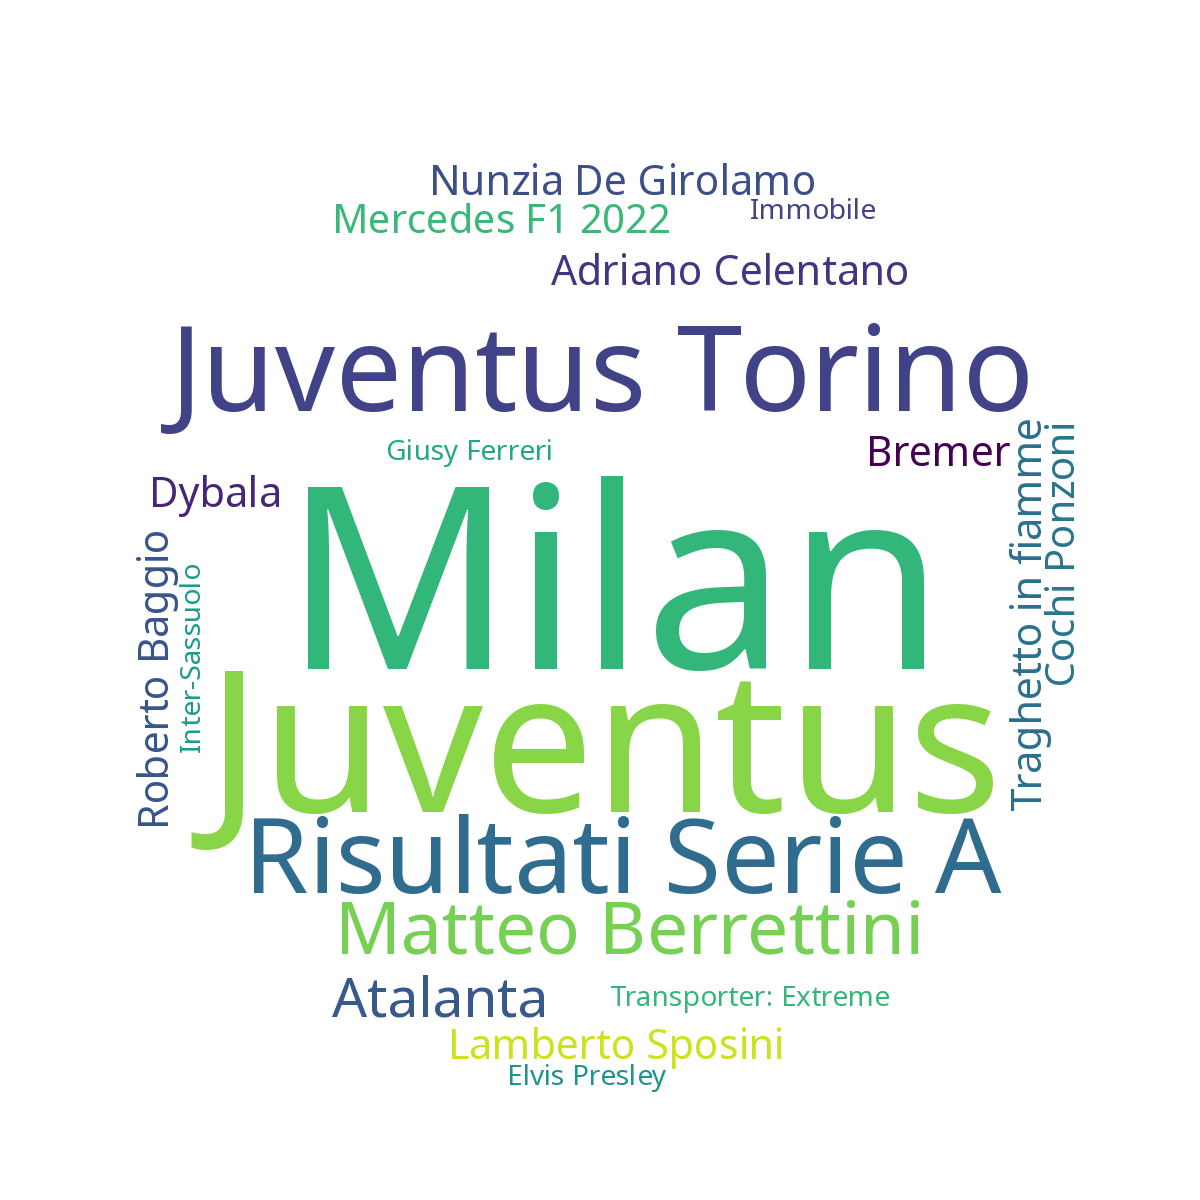 Nunzia De Girolamo
Mercedes F1 2022
Immobile
Adriano Celentano
Juventus Torino
Giusy Ferreri
Bremer
Dybala
Milan
Traghetto in fiamme
Cochi Ponzoni
Roberto Baggio
Inter-Sassuolo
Juventus
Risultati Serie A
Matteo Berrettini
Atalanta
Transporter: Extreme
Lamberto Sposini
Elvis Presley